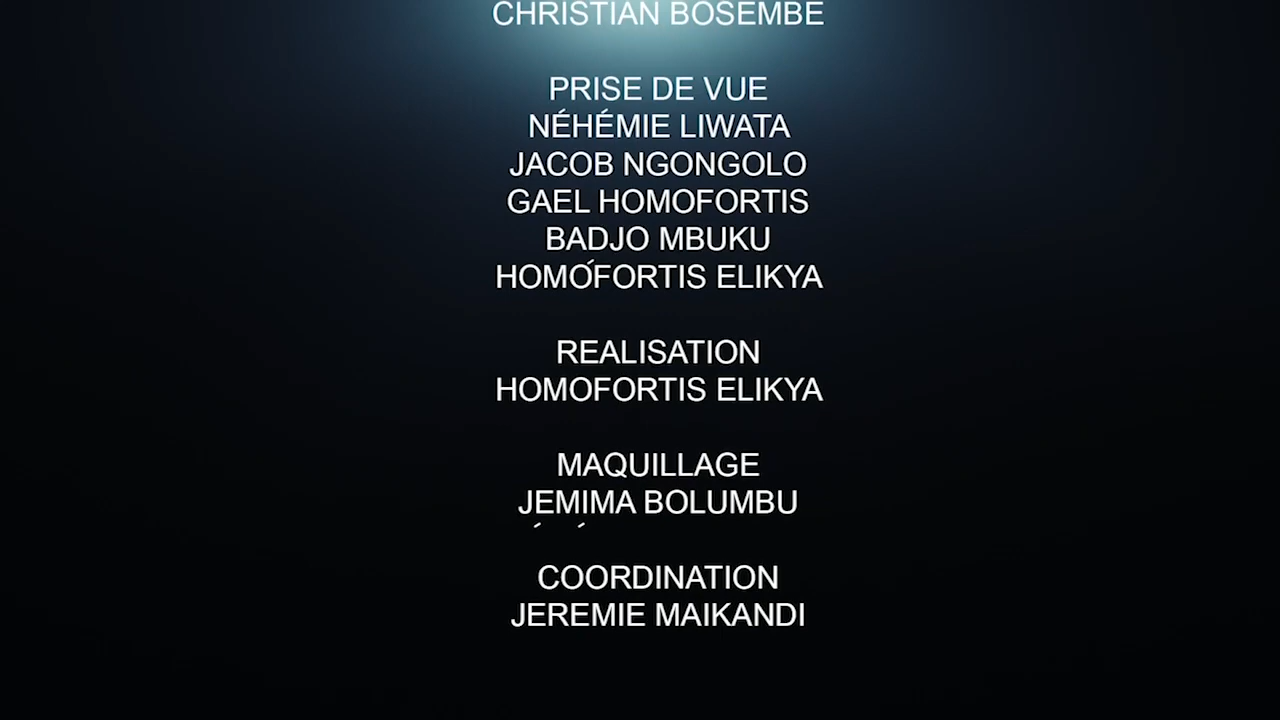 CHRISTIAN BOSEMBE
PRISE DE VUE
NÉHÉMIE LIWATA
JACOB NGONGOLO
GAEL HOMOFORTIS
BADJO MBUKU
HOMOFORTIS ELIKYA
REALISATION
HOMOFORTIS ELIKYA
MAQUILLAGE
JEMIMA BOLUMBU
COORDINATION
JEREMIE MAIKANDI